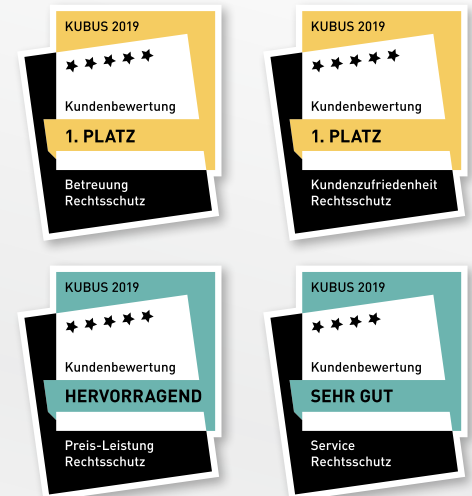 KUBUS 2019
Kundenbewertung
1. PLATZ
Betreuung
Rechtsschutz
KUBUS 2019
Kundenbewertung
1. PLATZ
Kundenzufriedenheit
Rechtsschutz
KUBUS 2019
Kundenbewertung
HERVORRAGEND
Preis-Leistung
Rechtsschutz
KUBUS 2019
Kundenbewertung
SEHR GUT
Service
Rechtsschutz